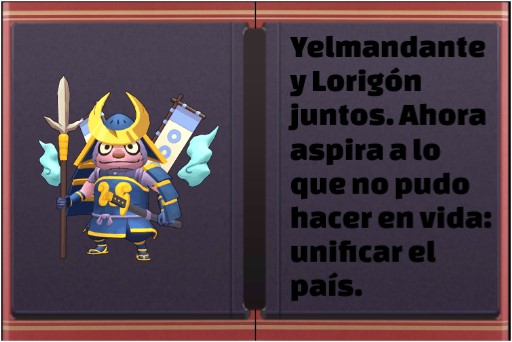 Yelmandante
y Lorigón
juntos. Ahora
aspira a lo
que no pudo
hacer en vida:
unificar el
país.